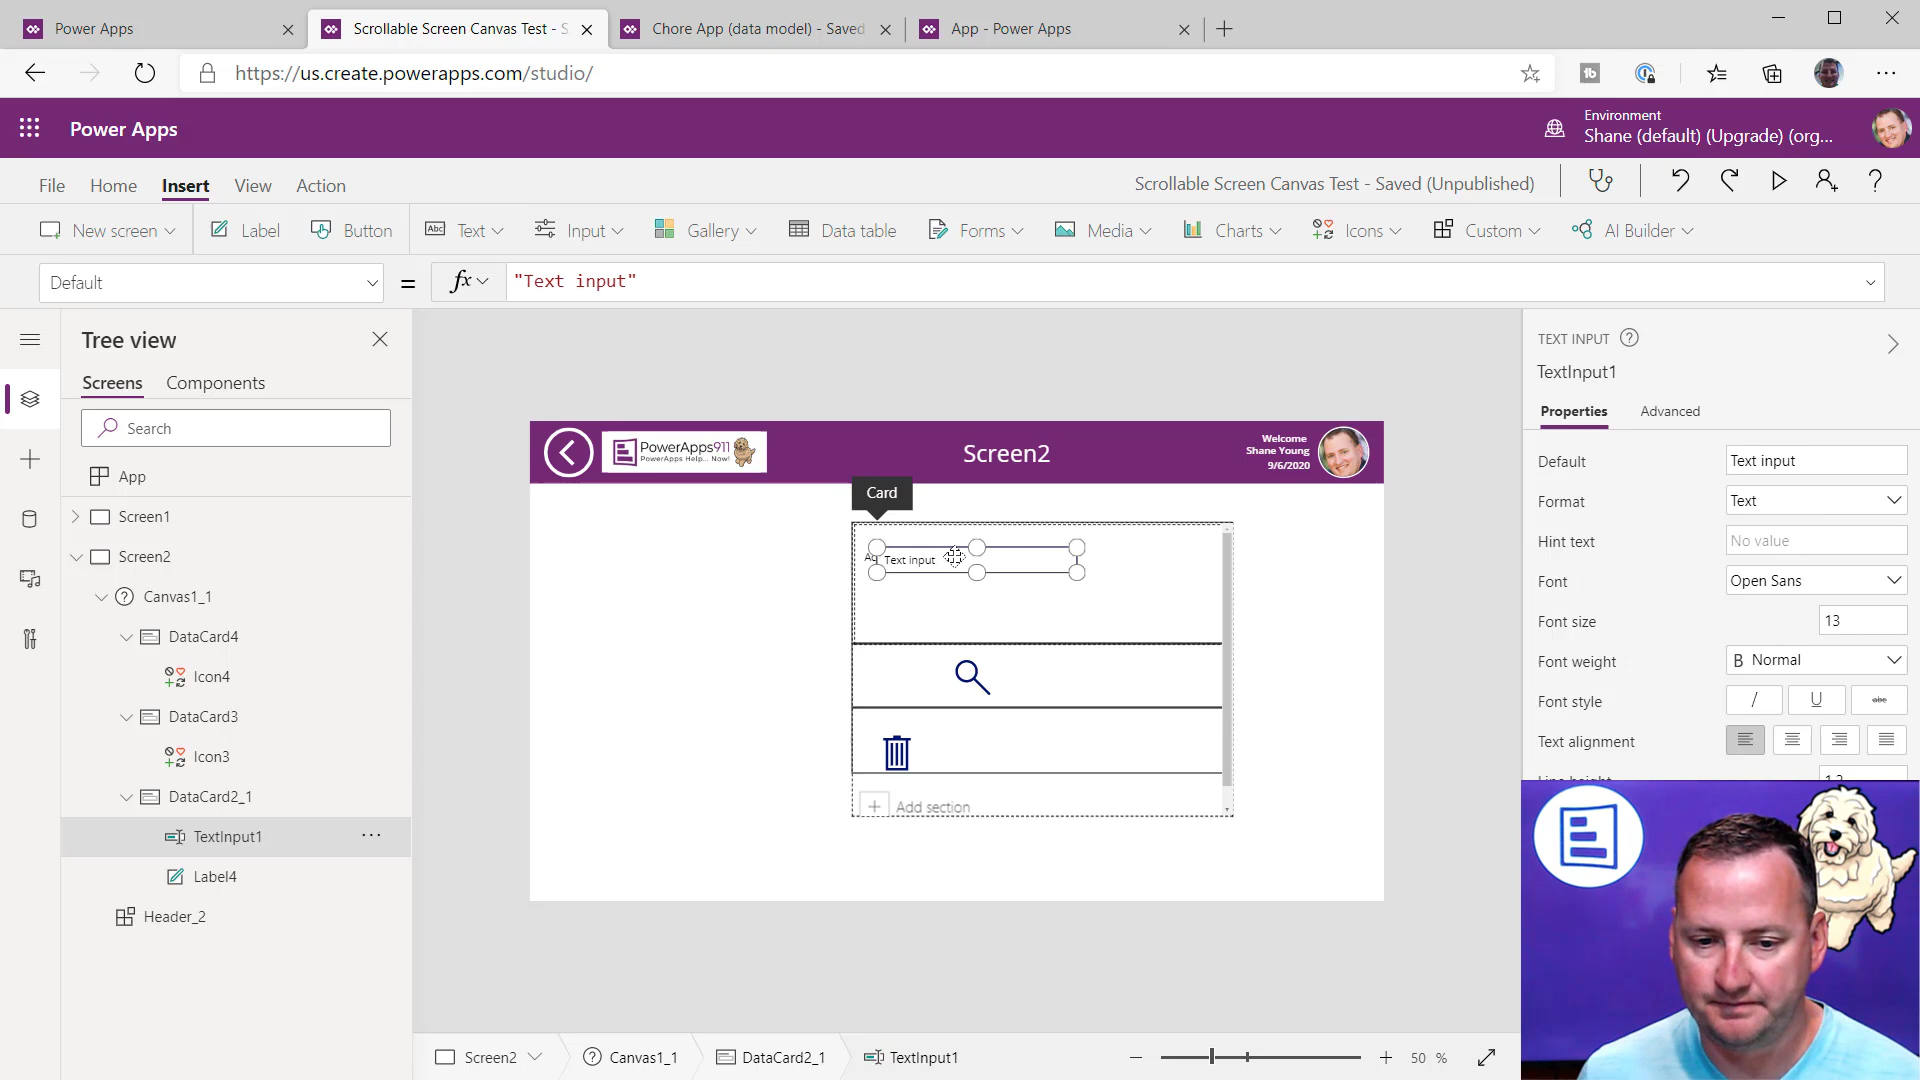 Power Apps
Scrollable Screen Canvas Test - S
Chore App (data model) - Saved
App - Power Apps
https://us.create.powerapps.com/studio/
Power Apps
Environment
Shane (default) (Upgrade) (org...
File Home Insert View Action
Scrollable Screen Canvas Test - Saved (Unpublished)
New screen Label Button Abc Text Input Gallery Data table Forms Media Charts Icons Custom AI Builder
Default = fx "Text input"
Tree view
Screens Components
Search
App
Screen1
Screen2
Canvas1_1
DataCard4
Icon4
DataCard3
Icon3
DataCard2_1
TextInput1 ...
Label4
Header_2
PowerApps911
PowerApps Help... Now!
Screen2
Welcome
Shane Young
9/6/2020
Card
Text input
Add section
TEXT INPUT
TextInput1
Properties Advanced
Default Text input
Format Text
Hint text No value
Font Open Sans
Font size 13
Font weight B Normal
Font style / U abc
Text alignment
Screen2 Canvas1_1 DataCard2_1 TextInput1
50 %